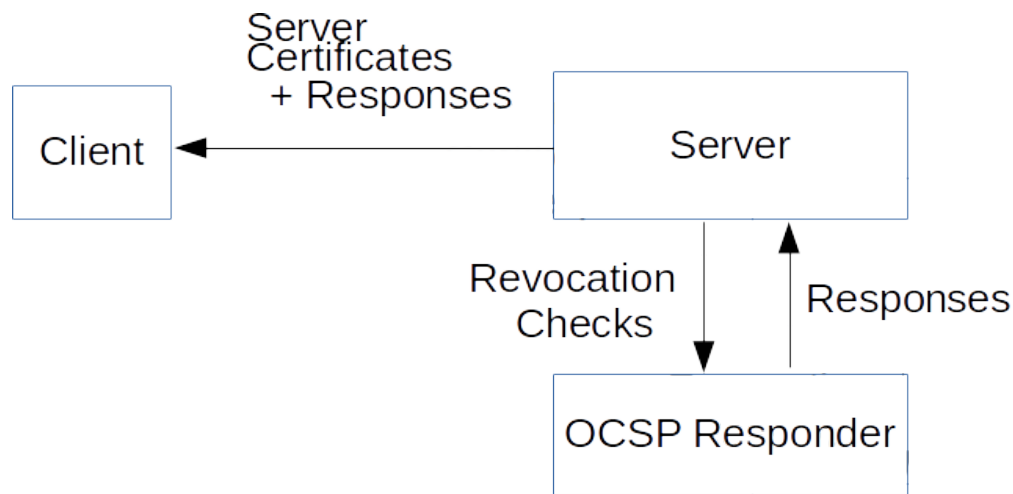 Server
Certificates
+ Responses
Client
Server
Revocation
Checks
Responses
OCSP Responder